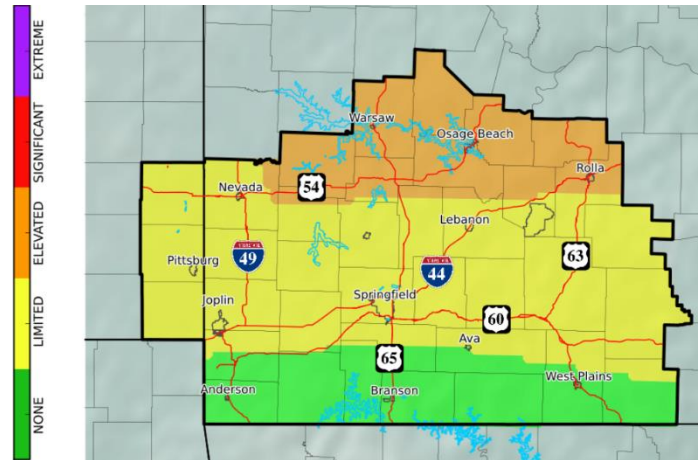 EXTREME
SIGNIFICANT
ELEVATED
LIMITED
NONE
Warsaw
Osage Beach
Rolla
Nevada
54
Lebanon
Pittsburg
49
44
63
Joplin
Springfield
60
Ava
65
Anderson
Branson
West Plains